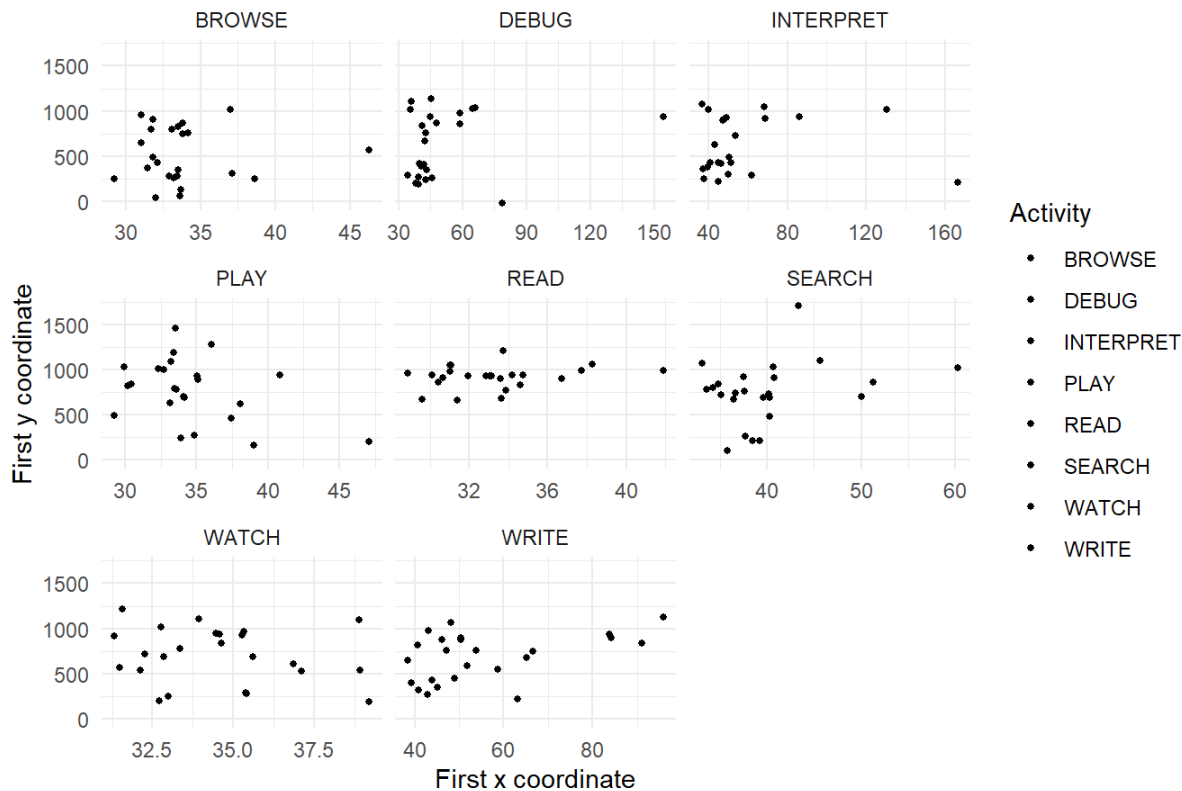 BROWSE DEBUG INTERPRET
1500
1000
500
0
30 35 40 45 30 60 90 120 150 40 80 120 160
PLAY READ SEARCH
1500
1000
500
0
30 35 40 45 32 36 40 40 50 60
WATCH WRITE
1500
1000
500
0
32.5 35.0 37.5 40 60 80
First x coordinate
First y coordinate
Activity
BROWSE
DEBUG
INTERPRET
PLAY
READ
SEARCH
WATCH
WRITE